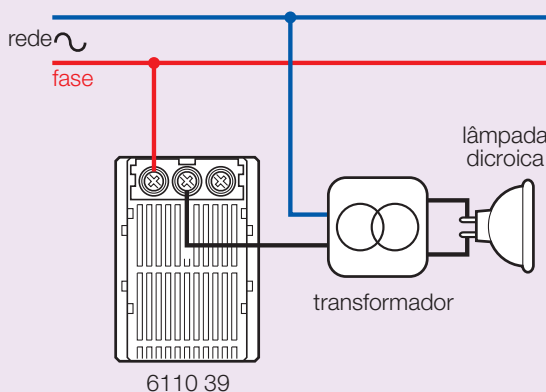 rede
fase
lâmpada
dicroica
transformador
6110 39